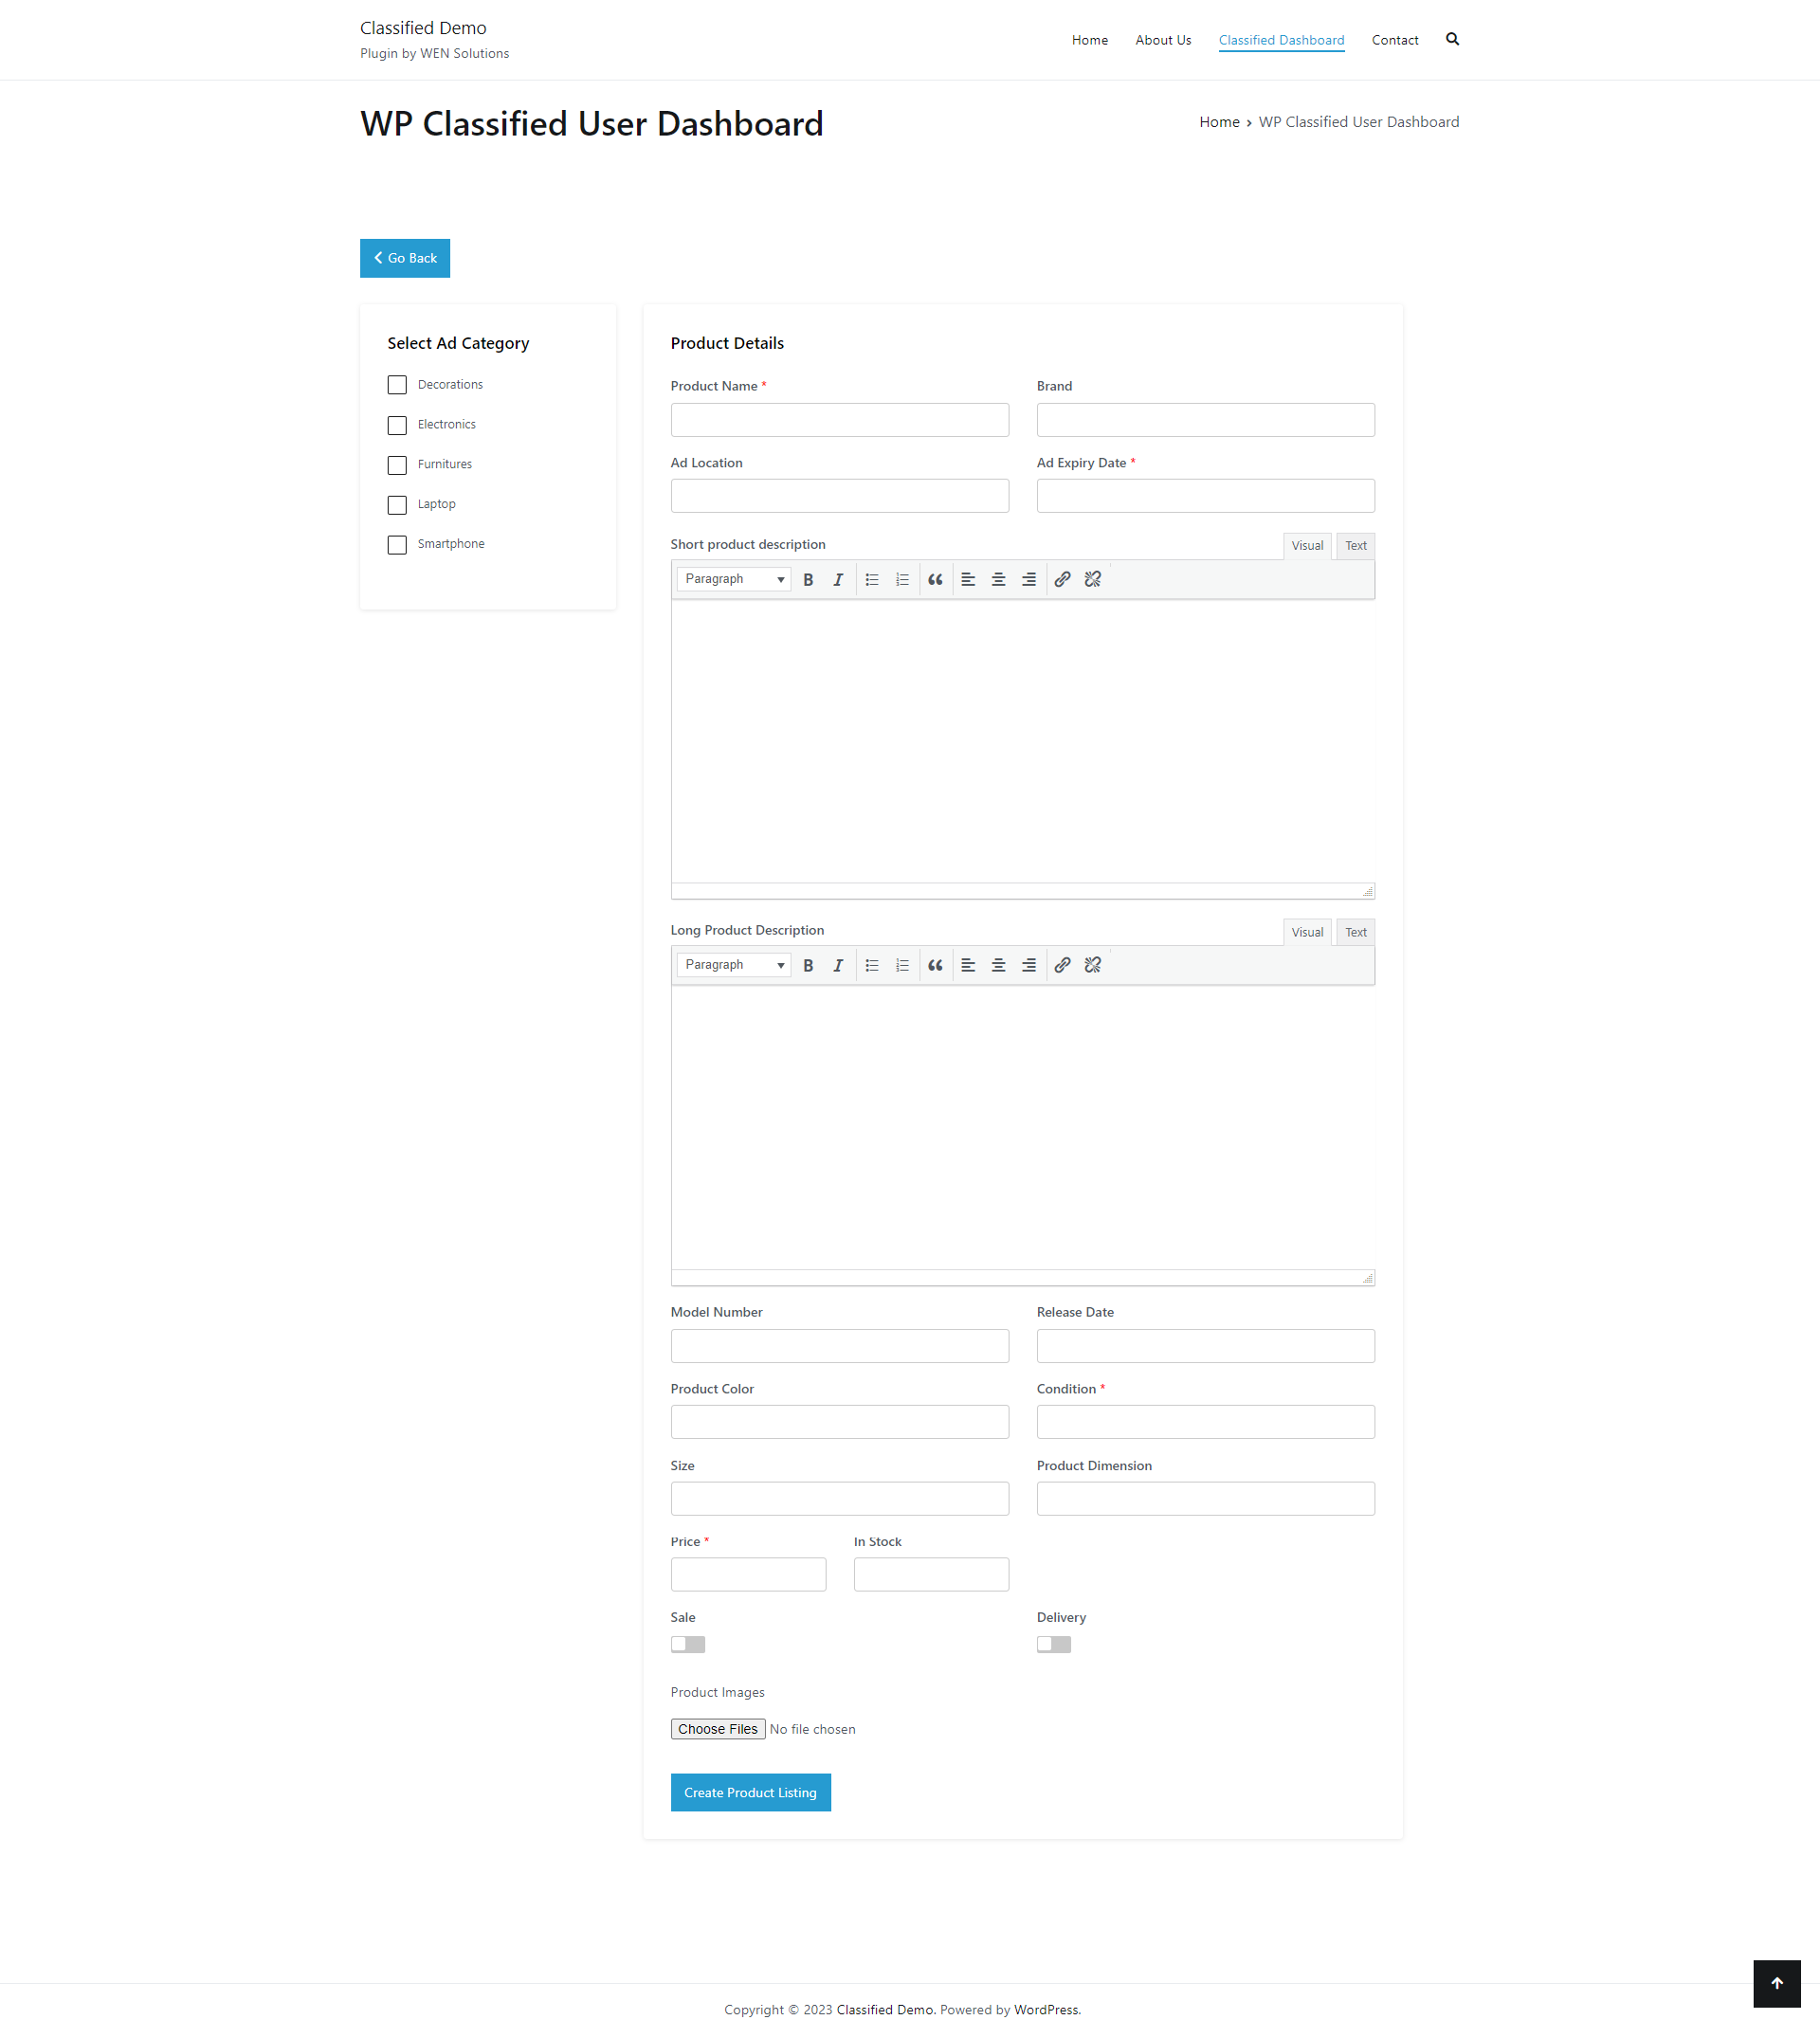 Classified Demo
Plugin by WEN Solutions
Home About Us Classified Dashboard Contact
WP Classified User Dashboard
Home › WP Classified User Dashboard
Go Back
Select Ad Category
Decorations
Electronics
Furnitures
Laptop
Smartphone
Product Details
Product Name * Brand
Ad Location Ad Expiry Date *
Short product description Visual Text
Paragraph B I
Long Product Description Visual Text
Paragraph B I
Model Number Release Date
Product Color Condition *
Size Product Dimension
Price * In Stock
Sale Delivery
Product Images
Choose Files No file chosen
Create Product Listing
Copyright © 2023 Classified Demo. Powered by WordPress.